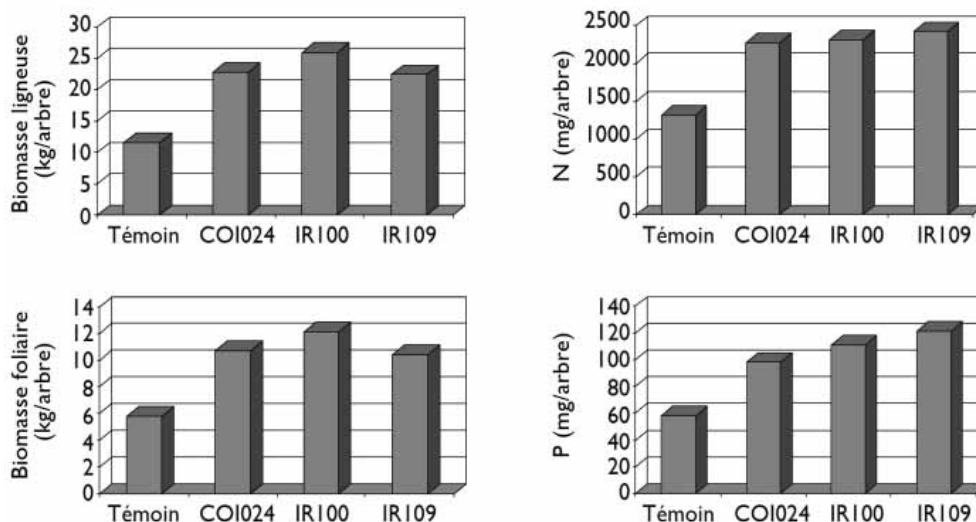 Biomasse ligneuse
(kg/arbre)
30
25
20
15
10
5
0
Témoin COI024 IR100 IR109
N (mg/arbre)
2500
2000
1500
1000
500
0
Témoin COI024 IR100 IR109
Biomasse foliaire
(kg/arbre)
14
12
10
8
6
4
2
0
Témoin COI024 IR100 IR109
P (mg/arbre)
140
120
100
80
60
40
20
0
Témoin COI024 IR100 IR109